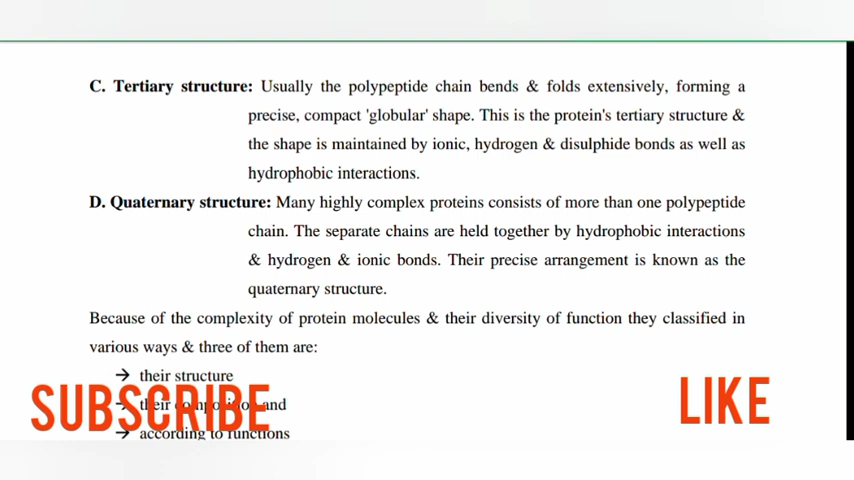 C. Tertiary structure: Usually the polypeptide chain bends & folds extensively, forming a
precise, compact 'globular' shape. This is the protein's tertiary structure &
the shape is maintained by ionic, hydrogen & disulphide bonds as well as
hydrophobic interactions.
D. Quaternary structure: Many highly complex proteins consists of more than one polypeptide
chain. The separate chains are held together by hydrophobic interactions
& hydrogen & ionic bonds. Their precise arrangement is known as the
quaternary structure.
Because of the complexity of protein molecules & their diversity of function they classified in
various ways & three of them are:
→ their structure
→ their composition and
→ according to functions
SUBSCRIBE
LIKE